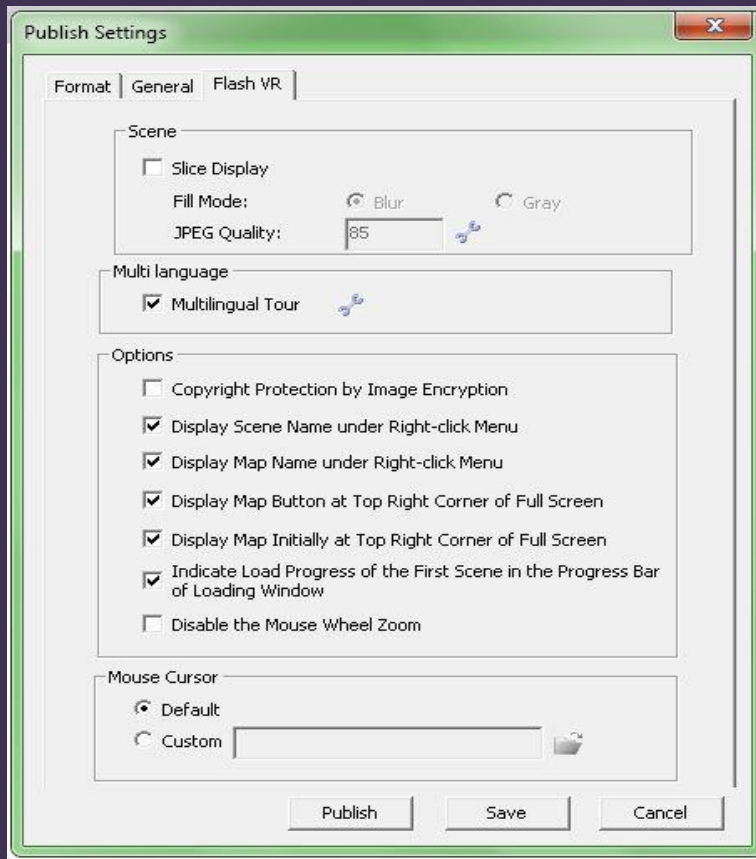 Publish Settings
Format General Flash VR
Scene
Slice Display
Fill Mode: Blur Gray
JPEG Quality: 85
Multi language
Multilingual Tour
Options
Copyright Protection by Image Encryption
Display Scene Name under Right-click Menu
Display Map Name under Right-click Menu
Display Map Button at Top Right Corner of Full Screen
Display Map Initially at Top Right Corner of Full Screen
Indicate Load Progress of the First Scene in the Progress Bar
of Loading Window
Disable the Mouse Wheel Zoom
Mouse Cursor
Default
Custom
Publish Save Cancel